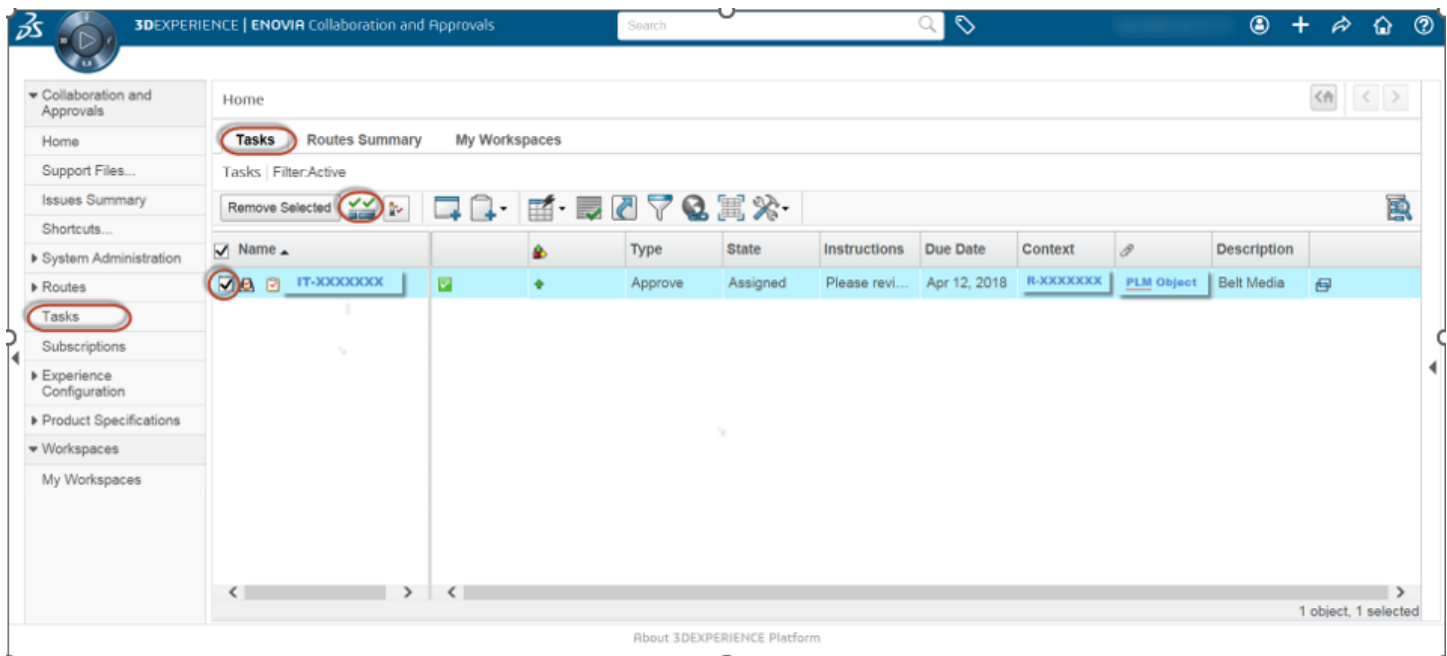 3DEXPERIENCE | ENOVIA Collaboration and Approvals
Search
Collaboration and
Approvals
Home
Support Files...
Issues Summary
Shortcuts...
System Administration
Routes
Tasks
Subscriptions
Experience
Configuration
Product Specifications
Workspaces
My Workspaces
Home
Tasks Routes Summary My Workspaces
Tasks | Filter:Active
Remove Selected
Name Type State Instructions Due Date Context Description
IT-XXXXXXX Approve Assigned Please revi... Apr 12, 2018 R-XXXXXXX PLM Object Belt Media
1 object, 1 selected
About 3DEXPERIENCE Platform